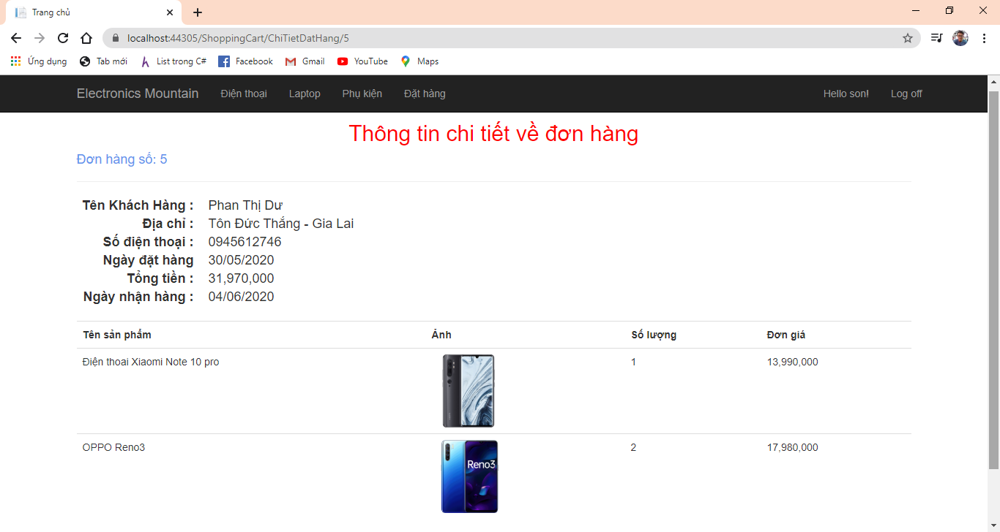 Trang chủ
localhost:44305/ShoppingCart/ChiTietDatHang/5
Ứng dụng Tab mới List trong C# Facebook Gmail YouTube Maps
Electronics Mountain Điện thoại Laptop Phụ kiện Đặt hàng Hello son! Log off
Thông tin chi tiết về đơn hàng
Đơn hàng số: 5
Tên Khách Hàng : Phan Thị Dư
Địa chỉ : Tôn Đức Thắng - Gia Lai
Số điện thoại : 0945612746
Ngày đặt hàng 30/05/2020
Tổng tiền : 31,970,000
Ngày nhận hàng : 04/06/2020
Tên sản phẩm Ảnh Số lượng Đơn giá
Điện thoai Xiaomi Note 10 pro 1 13,990,000
OPPO Reno3 2 17,980,000
Reno3